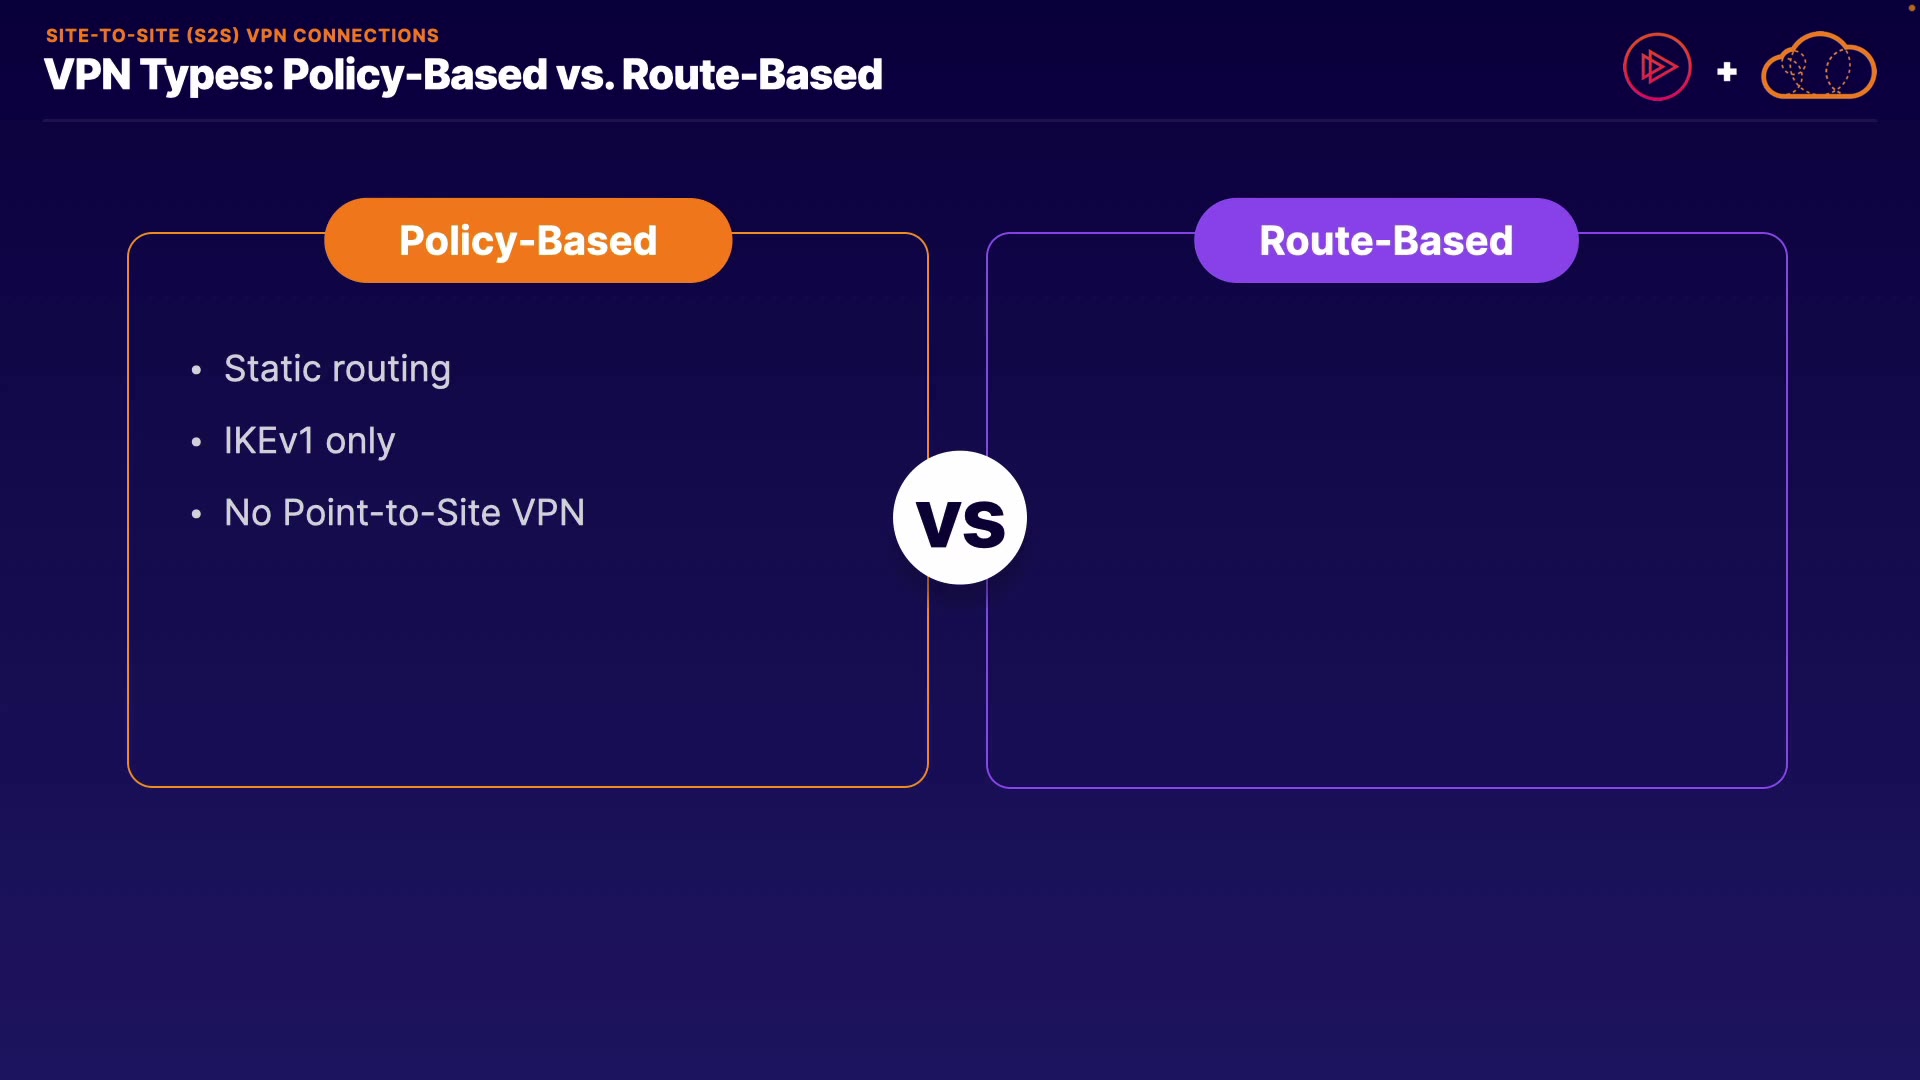 SITE-TO-SITE (S2S) VPN CONNECTIONS
VPN Types: Policy-Based vs. Route-Based
+
Policy-Based
• Static routing
• IKEv1 only
• No Point-to-Site VPN
VS
Route-Based